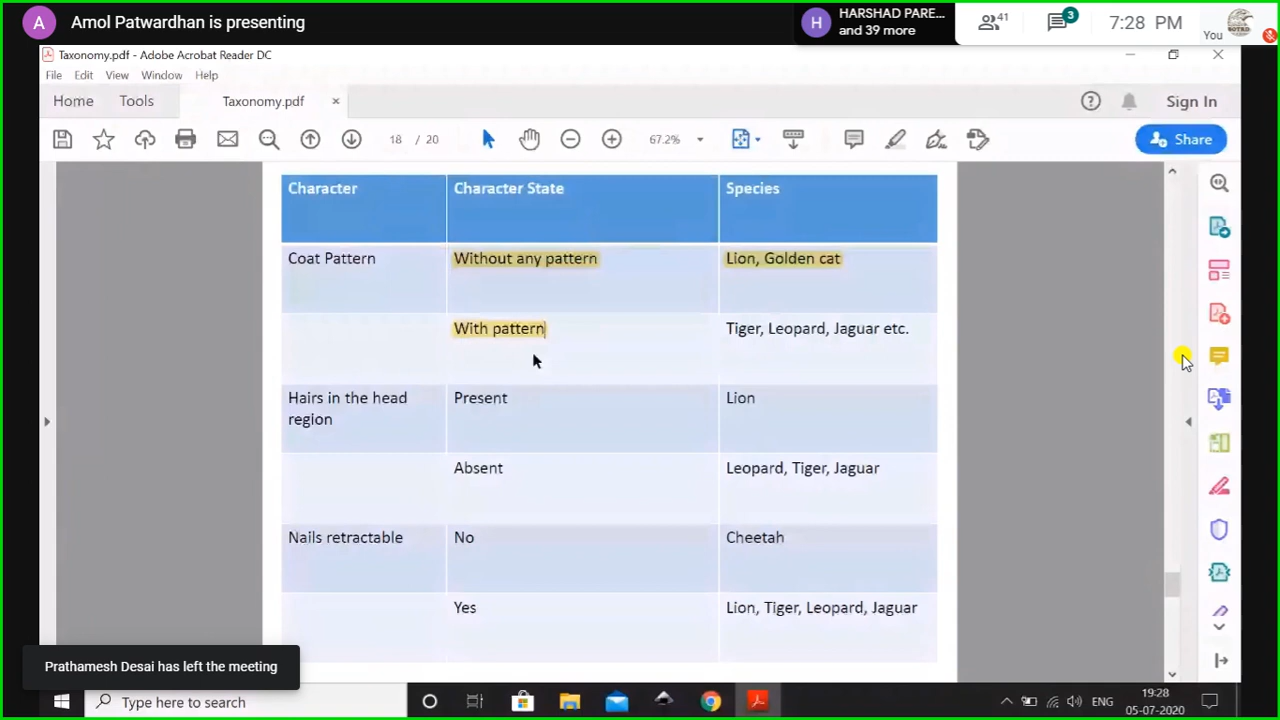 A Amol Patwardhan is presenting
H HARSHAD PARE...
and 39 more
41
3
7:28 PM
You
Taxonomy.pdf - Adobe Acrobat Reader DC
File Edit View Window Help
Home Tools Taxonomy.pdf × Sign In
18 / 20 67.2% Share
Character Character State Species
Coat Pattern Without any pattern Lion, Golden cat
With pattern Tiger, Leopard, Jaguar etc.
Hairs in the head
region
Present Lion
Absent Leopard, Tiger, Jaguar
Nails retractable No Cheetah
Yes Lion, Tiger, Leopard, Jaguar
Prathamesh Desai has left the meeting
Type here to search
ENG
19:28
05-07-2020